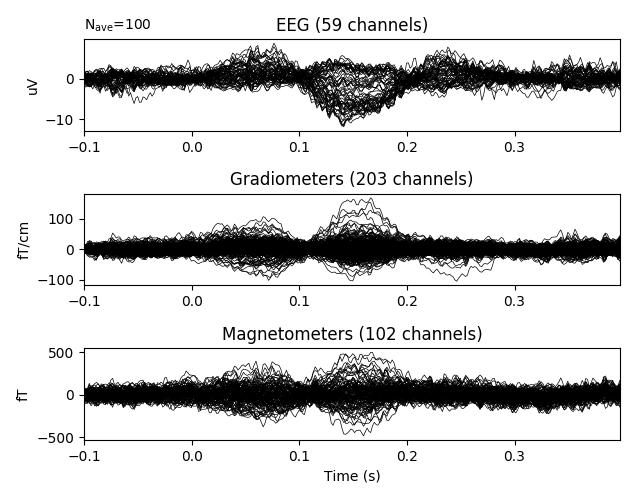 N_ave=100
EEG (59 channels)
uV
0
−10
−0.1 0.0 0.1 0.2 0.3
Gradiometers (203 channels)
fT/cm
100
0
−100
−0.1 0.0 0.1 0.2 0.3
Magnetometers (102 channels)
fT
500
0
−500
−0.1 0.0 0.1 0.2 0.3
Time (s)